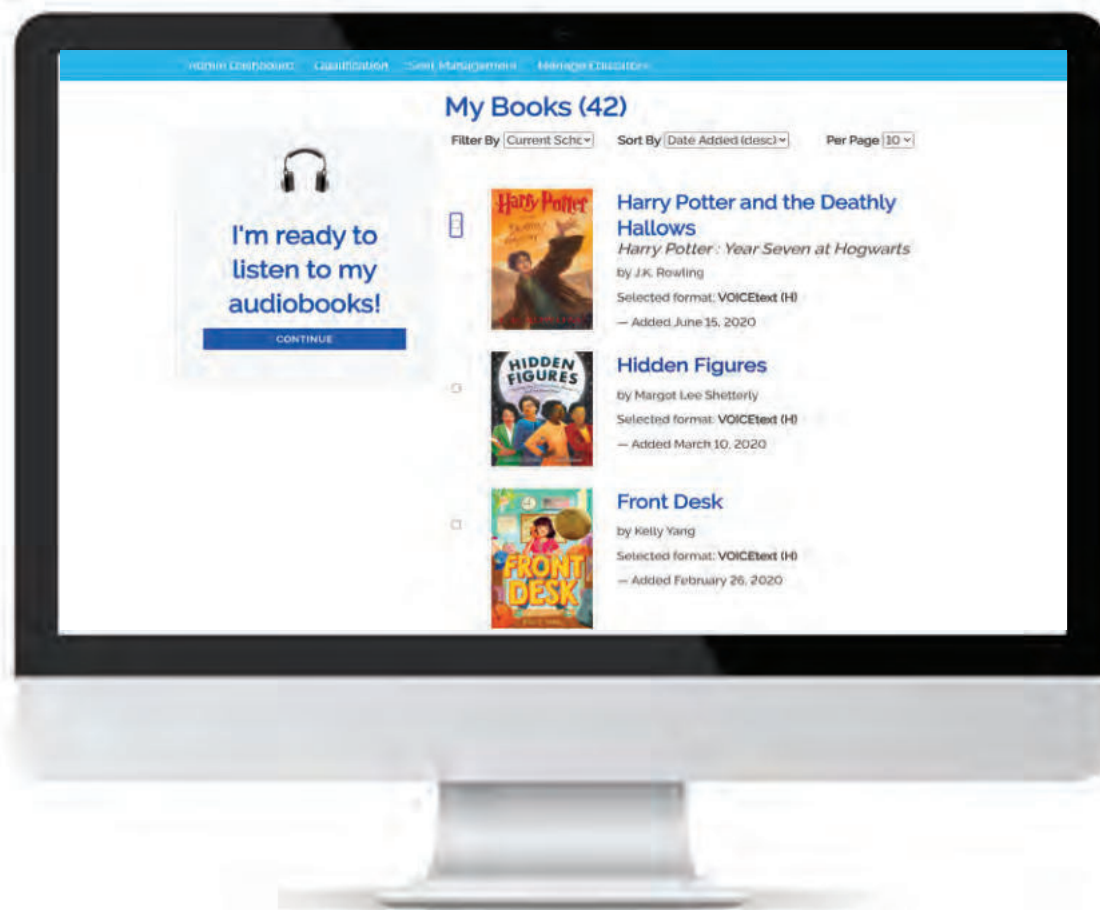 Admin Dashboard Qualification Seat Management Manage Educators
My Books (42)
Filter By Current Schc Sort By Date Added (desc) Per Page 10
I'm ready to
listen to my
audiobooks!
CONTINUE
Harry Potter
Harry Potter and the Deathly
Hallows
Harry Potter : Year Seven at Hogwarts
by J.K. Rowling
Selected format: VOICEtext (H)
— Added June 15, 2020
HIDDEN
FIGURES
Hidden Figures
by Margot Lee Shetterly
Selected format: VOICEtext (H)
— Added March 10, 2020
FRONT
DESK
Front Desk
by Kelly Yang
Selected format: VOICEtext (H)
— Added February 26, 2020